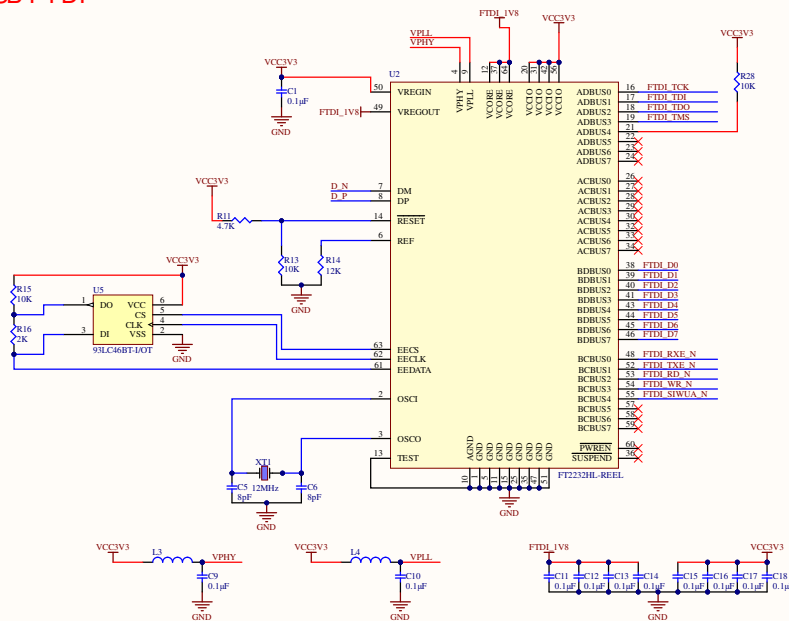 FTDI_1V8
VCC3V3
VCC3V3
VPLL
VPHY
VCC3V3
U2
R28
10K
4 9 12 37 64 20 31 42 56
VPHY VPLL VCORE VCORE VCORE VCCIO VCCIO VCCIO VCCIO
C1
0.1µF
GND
50 VREGIN
FTDI_1V8 49 VREGOUT
ADBUS0 16 FTDI_TCK
ADBUS1 17 FTDI_TDI
ADBUS2 18 FTDI_TDO
ADBUS3 19 FTDI_TMS
ADBUS4 21
ADBUS5 22
ADBUS6 23
ADBUS7 24
ACBUS0 26
ACBUS1 27
ACBUS2 28
ACBUS3 29
ACBUS4 30
ACBUS5 32
ACBUS6 33
ACBUS7 34
VCC3V3
D_N 7 DM
D_P 8 DP
R11
4.7K
14 RESET
6 REF
R13
10K
R14
12K
GND
BDBUS0 38 FTDI_D0
BDBUS1 39 FTDI_D1
BDBUS2 40 FTDI_D2
BDBUS3 41 FTDI_D3
BDBUS4 43 FTDI_D4
BDBUS5 44 FTDI_D5
BDBUS6 45 FTDI_D6
BDBUS7 46 FTDI_D7
VCC3V3
R15
10K
R16
2K
U5
1 DO VCC 6
CS 5
CLK 4
3 DI VSS 2
93LC46BT-I/OT
GND
63 EECS
62 EECLK
61 EEDATA
BCBUS0 48 FTDI_RXE_N
BCBUS1 52 FTDI_TXE_N
BCBUS2 53 FTDI_RD_N
BCBUS3 54 FTDI_WR_N
BCBUS4 55 FTDI_SIWUA_N
BCBUS5 57
BCBUS6 58
BCBUS7 59
2 OSCI
3 OSCO
13 TEST
PWREN 60
SUSPEND 36
AGND GND GND GND GND GND GND GND GND
10 1 5 11 15 25 35 47 51
FT2232HL-REEL
GND
XT1
12MHz
C5
8pF
C6
8pF
GND
VCC3V3 L3 VPHY
C9
0.1µF
GND
VCC3V3 L4 VPLL
C10
0.1µF
GND
FTDI_1V8 VCC3V3
C11 C12 C13 C14 C15 C16 C17 C18
0.1µF 0.1µF 0.1µF 0.1µF 0.1µF 0.1µF 0.1µF 0.1µF
GND